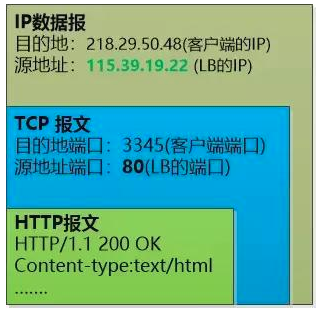 IP数据报
目的地：218.29.50.48(客户端的IP)
源地址：115.39.19.22 (LB的IP)
TCP 报文
目的地端口：3345(客户端端口)
源地址端口：80(LB的端口)
HTTP报文
HTTP/1.1 200 OK
Content-type:text/html
.......